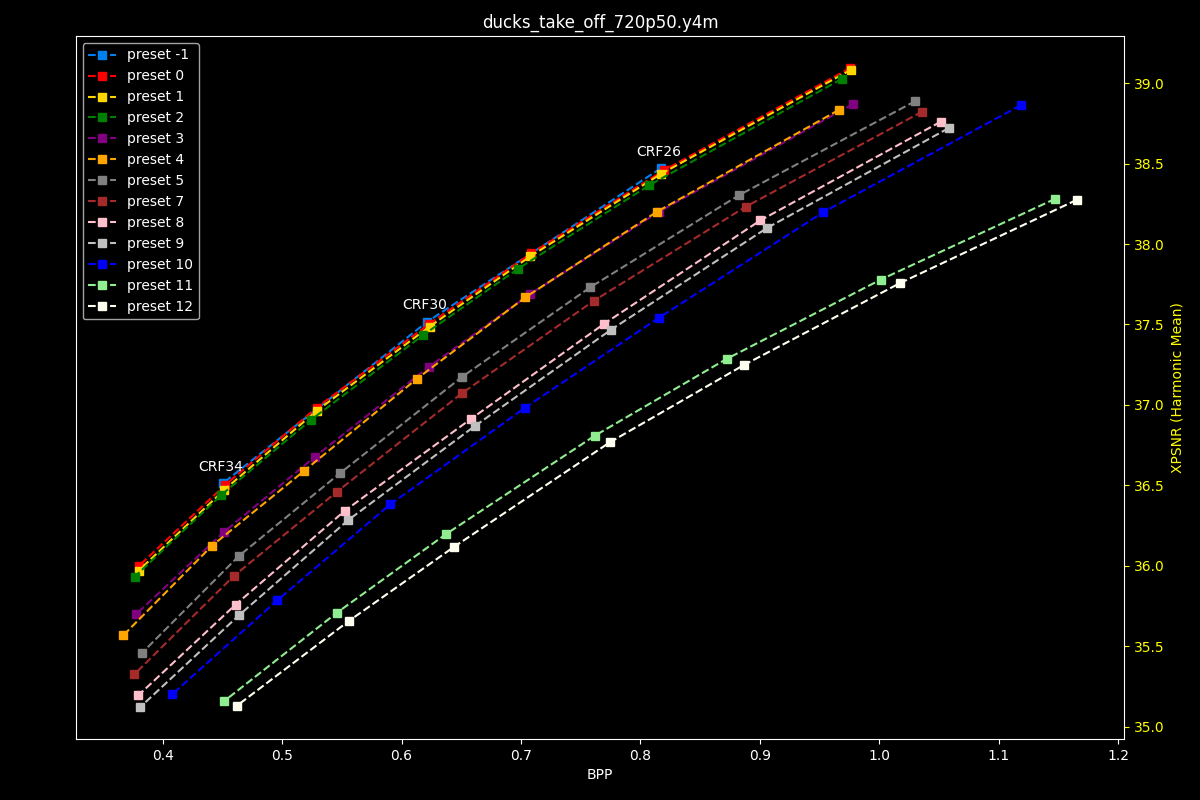 ducks_take_off_720p50.y4m
preset -1
preset 0
preset 1
preset 2
preset 3
preset 4
preset 5
preset 7
preset 8
preset 9
preset 10
preset 11
preset 12
CRF26
CRF30
CRF34
39.0
38.5
38.0
37.5
37.0
36.5
36.0
35.5
35.0
XPSNR (Harmonic Mean)
0.4 0.5 0.6 0.7 0.8 0.9 1.0 1.1 1.2
BPP